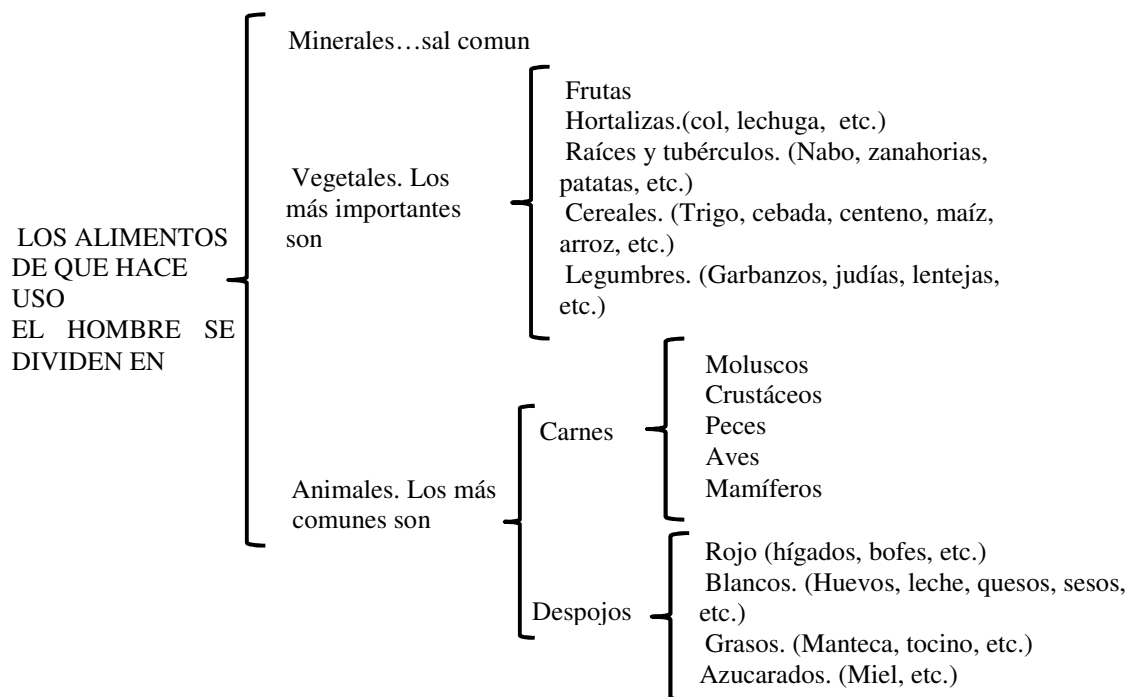 LOS ALIMENTOS
DE QUE HACE
USO
EL HOMBRE SE
DIVIDEN EN
Minerales…sal comun
Vegetales. Los
más importantes
son
Frutas
Hortalizas.(col, lechuga, etc.)
Raíces y tubérculos. (Nabo, zanahorias,
patatas, etc.)
Cereales. (Trigo, cebada, centeno, maíz,
arroz, etc.)
Legumbres. (Garbanzos, judías, lentejas,
etc.)
Animales. Los más
comunes son
Carnes
Moluscos
Crustáceos
Peces
Aves
Mamíferos
Despojos
Rojo (hígados, bofes, etc.)
Blancos. (Huevos, leche, quesos, sesos,
etc.)
Grasos. (Manteca, tocino, etc.)
Azucarados. (Miel, etc.)